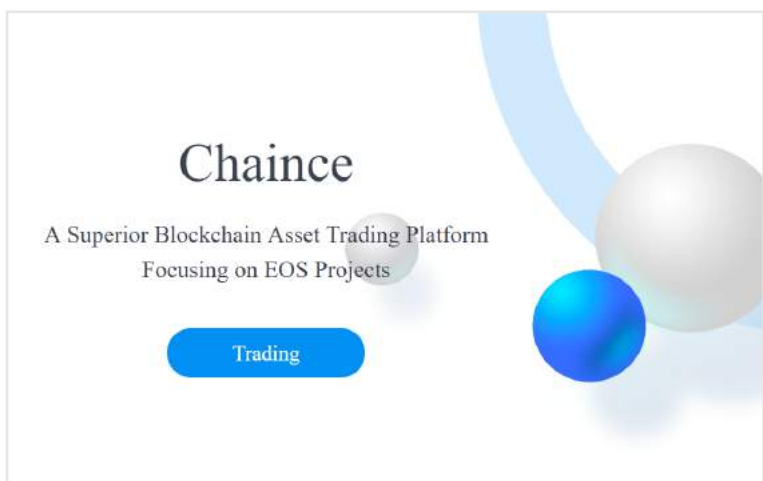 Chaince
A Superior Blockchain Asset Trading Platform
Focusing on EOS Projects
Trading